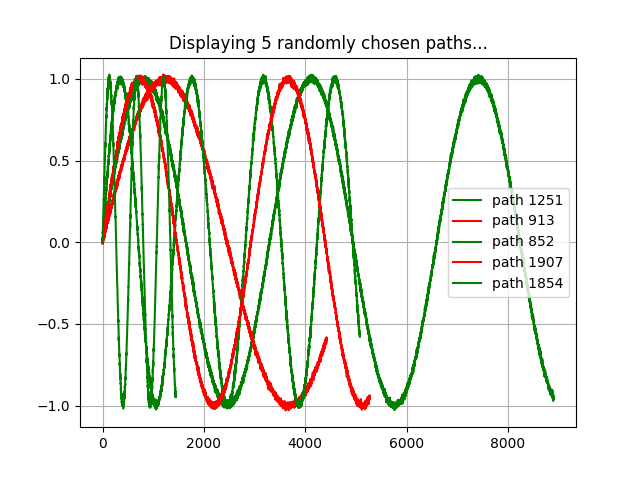 Displaying 5 randomly chosen paths...
1.0
0.5
0.0
−0.5
−1.0
path 1251
path 913
path 852
path 1907
path 1854
0 2000 4000 6000 8000